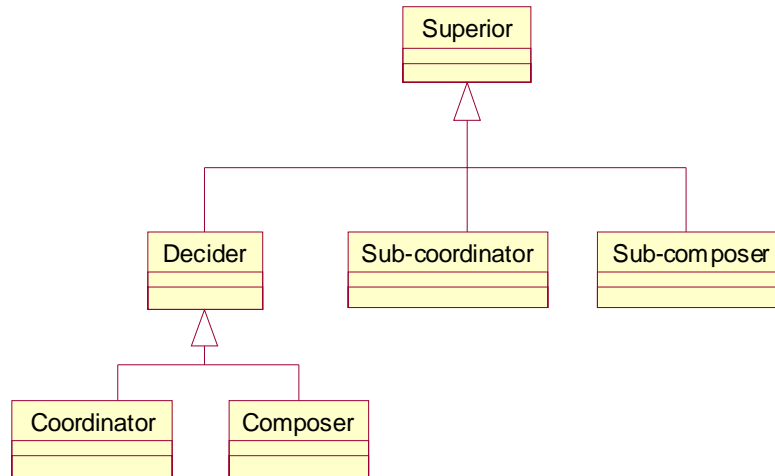 Superior
Decider
Sub-coordinator
Sub-composer
Coordinator
Composer